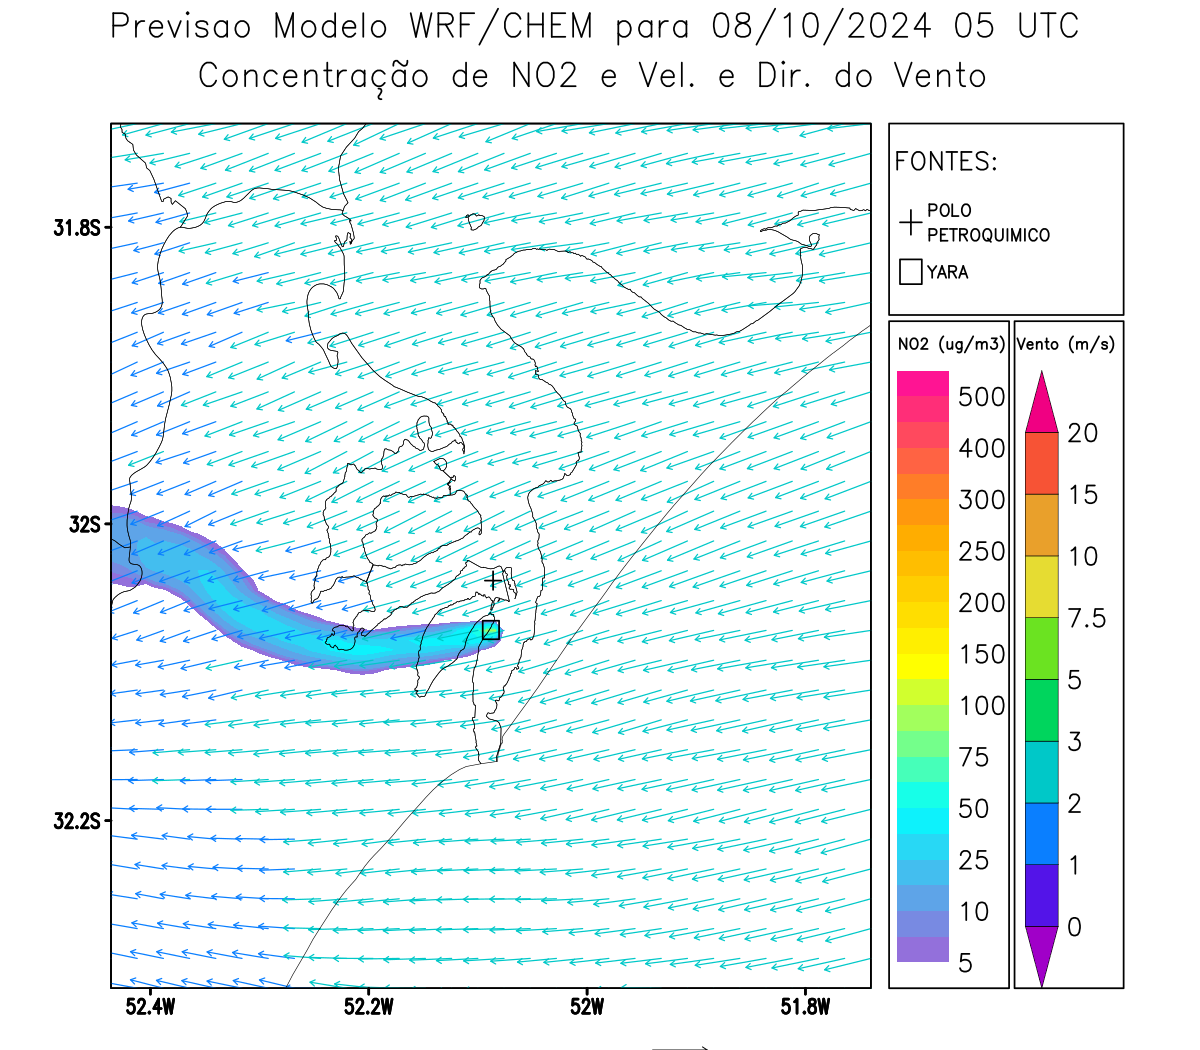 Previsao Modelo WRF/CHEM para 08/10/2024 05 UTC
Concentração de NO2 e Vel. e Dir. do Vento
FONTES:
POLO
PETROQUIMICO
YARA
NO2 (ug/m3)
500
400
300
250
200
150
100
75
50
25
10
5
Vento (m/s)
20
15
10
7.5
5
3
2
1
0
31.8S
32S
32.2S
52.4W
52.2W
52W
51.8W